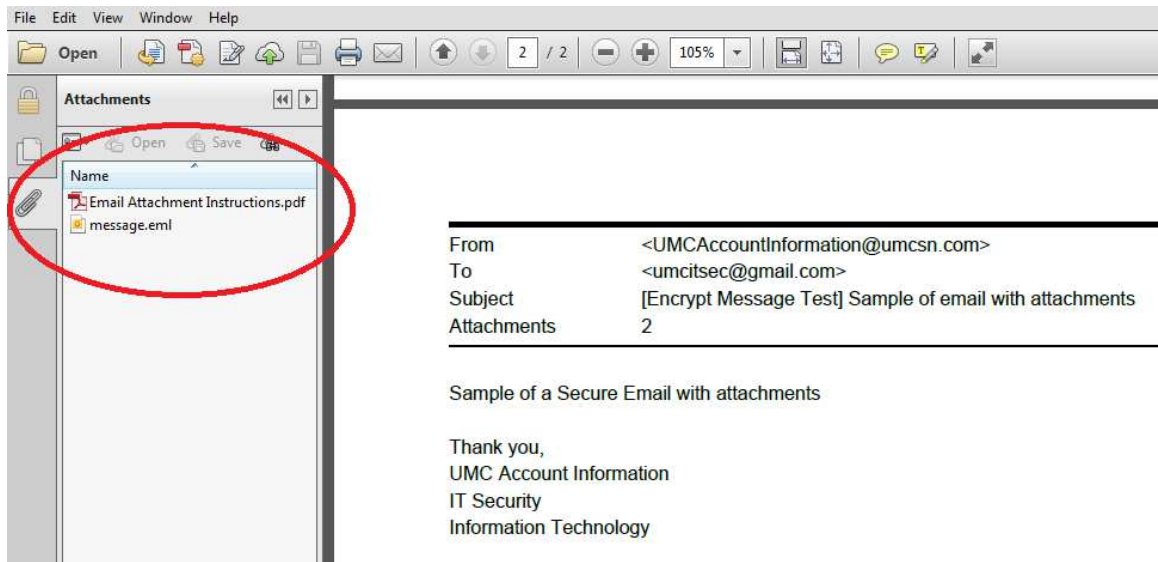 File Edit View Window Help
Open 2 / 2 105%
Attachments
Open Save
Name
Email Attachment Instructions.pdf
message.eml
From <UMCAccountInformation@umcsn.com>
To <umcitsec@gmail.com>
Subject [Encrypt Message Test] Sample of email with attachments
Attachments 2
Sample of a Secure Email with attachments
Thank you,
UMC Account Information
IT Security
Information Technology